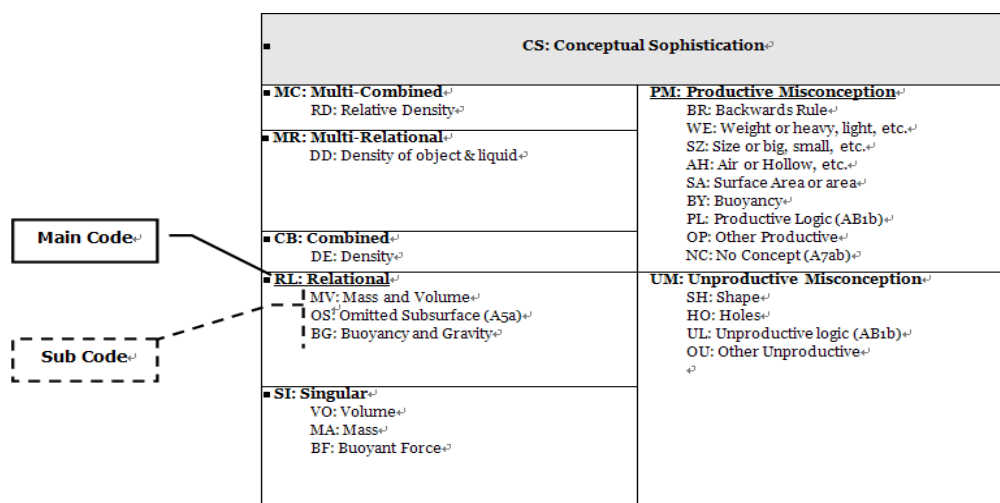 CS: Conceptual Sophistication
MC: Multi-Combined
RD: Relative Density
MR: Multi-Relational
DD: Density of object & liquid
CB: Combined
DE: Density
RL: Relational
MV: Mass and Volume
OS: Omitted Subsurface (A5a)
BG: Buoyancy and Gravity
SI: Singular
VO: Volume
MA: Mass
BF: Buoyant Force
PM: Productive Misconception
BR: Backwards Rule
WE: Weight or heavy, light, etc.
SZ: Size or big, small, etc.
AH: Air or Hollow, etc.
SA: Surface Area or area
BY: Buoyancy
PL: Productive Logic (AB1b)
OP: Other Productive
NC: No Concept (A7ab)
UM: Unproductive Misconception
SH: Shape
HO: Holes
UL: Unproductive logic (AB1b)
OU: Other Unproductive
Main Code
Sub Code